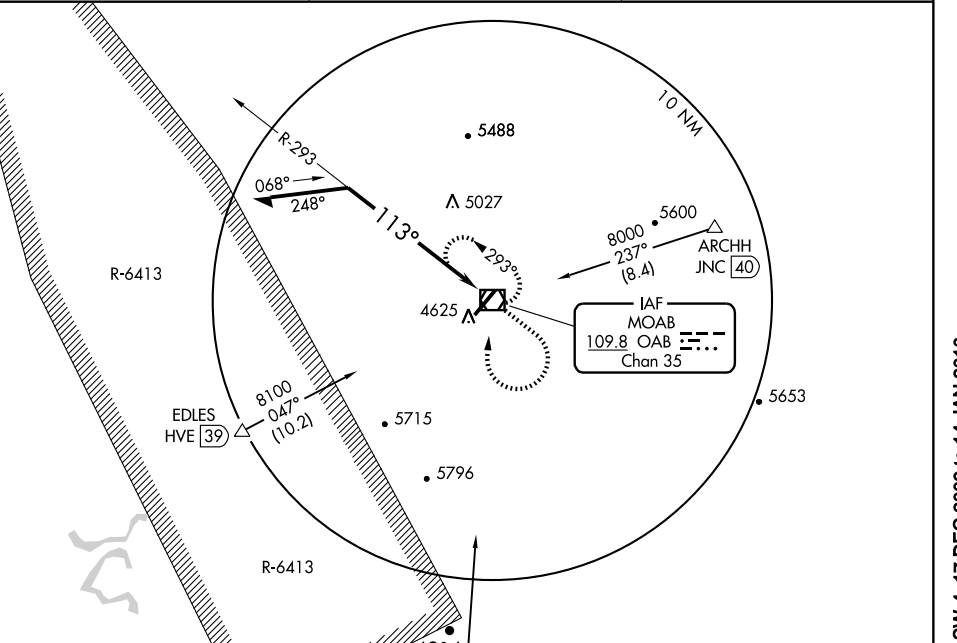 10 NM
R-293
5488
068°
248°
5027
113°
5600
8000
237°
(8.4)
ARCHH
JNC 40
293°
R-6413
4625
IAF
MOAB
109.8 OAB
Chan 35
8100
047°
(10.2)
EDLES
HVE 39
5653
5715
5796
R-6413